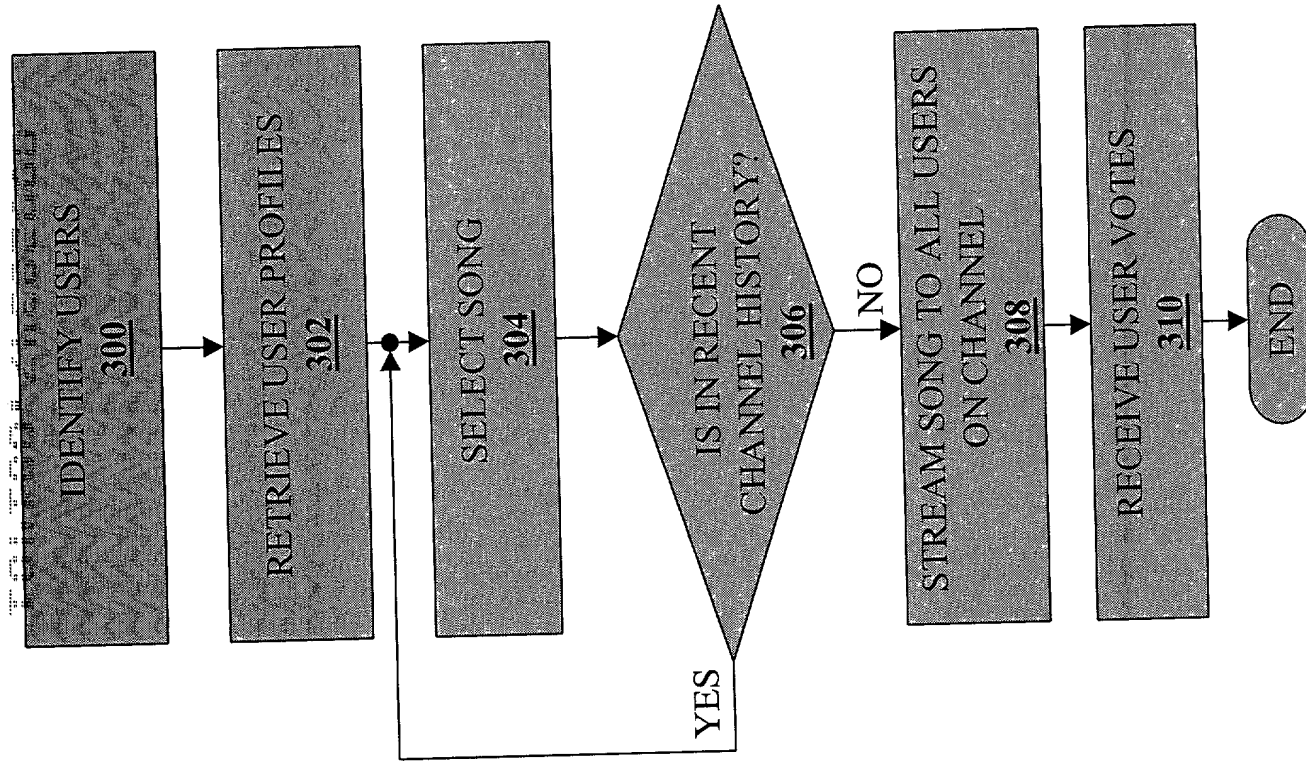 IDENTIFY USERS
300
RETRIEVE USER PROFILES
302
SELECT SONG
304
IS IN RECENT
CHANNEL HISTORY?
306
YES
NO
STREAM SONG TO ALL USERS
ON CHANNEL
308
RECEIVE USER VOTES
310
END